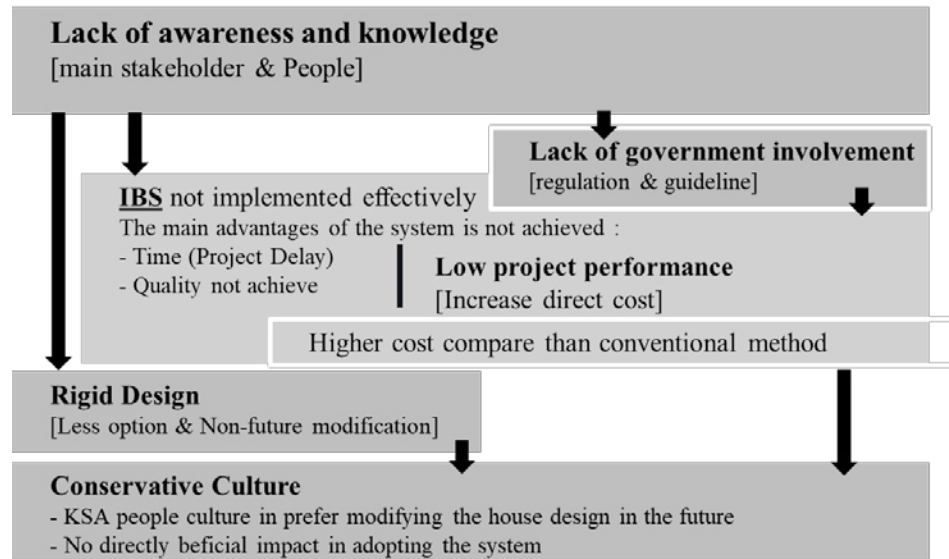 Lack of awareness and knowledge
[main stakeholder & People]
Lack of government involvement
[regulation & guideline]
IBS not implemented effectively
The main advantages of the system is not achieved :
- Time (Project Delay)
- Quality not achieve
Low project performance
[Increase direct cost]
Higher cost compare than conventional method
Rigid Design
[Less option & Non-future modification]
Conservative Culture
- KSA people culture in prefer modifying the house design in the future
- No directly beficial impact in adopting the system